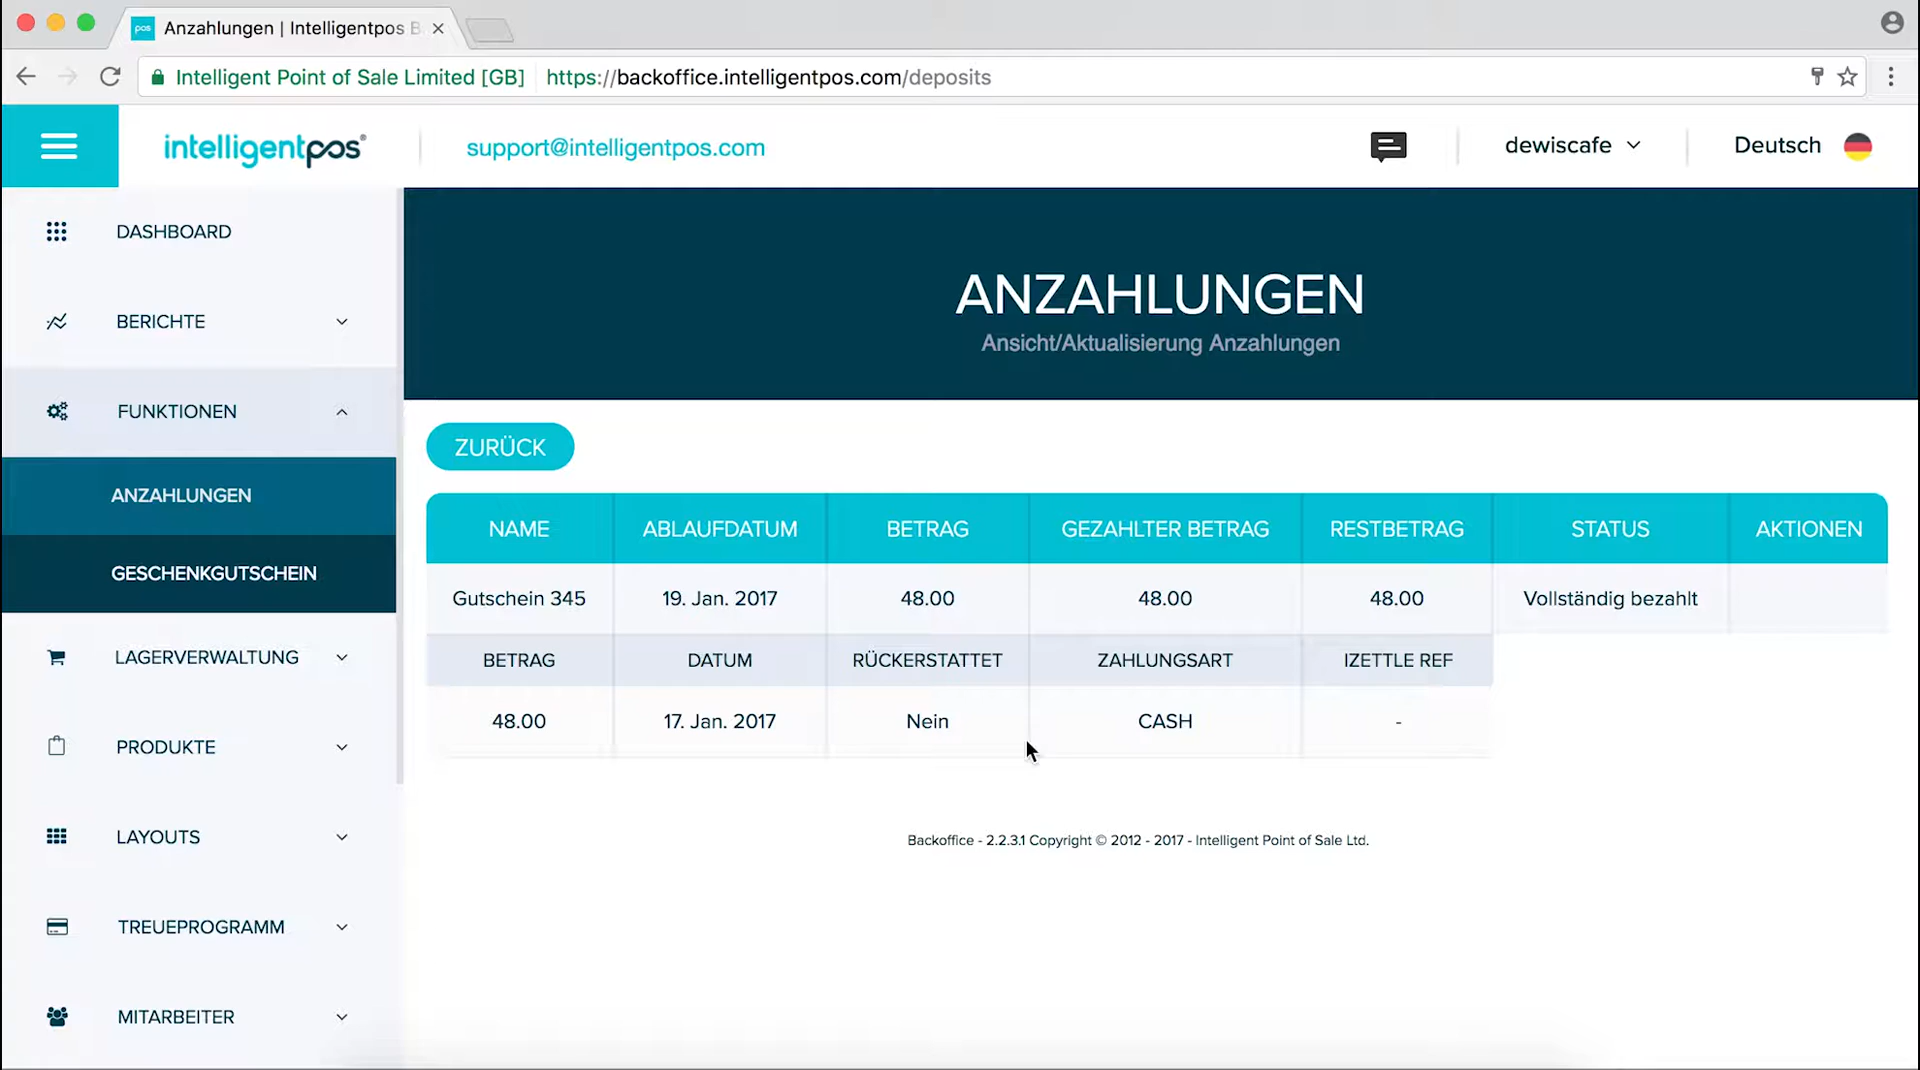 pos Anzahlungen | Intelligentpos B
Intelligent Point of Sale Limited [GB] https://backoffice.intelligentpos.com/deposits
intelligentpos®
support@intelligentpos.com
dewiscafe
Deutsch
DASHBOARD
BERICHTE
FUNKTIONEN
ANZAHLUNGEN
GESCHENKGUTSCHEIN
LAGERVERWALTUNG
PRODUKTE
LAYOUTS
TREUEPROGRAMM
MITARBEITER
ANZAHLUNGEN
Ansicht/Aktualisierung Anzahlungen
ZURÜCK
NAME ABLAUFDATUM BETRAG GEZAHLTER BETRAG RESTBETRAG STATUS AKTIONEN
Gutschein 345 19. Jan. 2017 48.00 48.00 48.00 Vollständig bezahlt
BETRAG DATUM RÜCKERSTATTET ZAHLUNGSART IZETTLE REF
48.00 17. Jan. 2017 Nein CASH -
Backoffice - 2.2.3.1 Copyright © 2012 - 2017 - Intelligent Point of Sale Ltd.